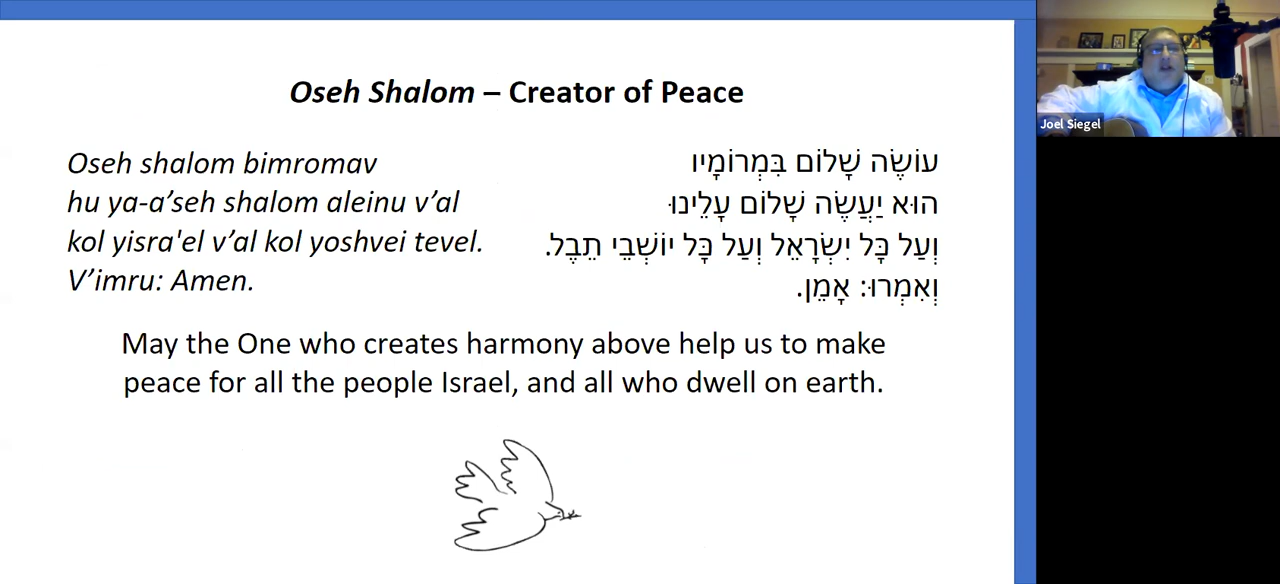 Oseh Shalom – Creator of Peace
Oseh shalom bimromav
hu ya-a’seh shalom aleinu v’al
kol yisra'el v’al kol yoshvei tevel.
V’imru: Amen.
עוֹשֶׂה שָׁלוֹם בִּמְרוֹמָיו
הוּא יַעֲשֶׂה שָׁלוֹם עָלֵינוּ
וְעַל כָּל יִשְׂרָאֵל וְעַל כָּל יוֹשְׁבֵי תֵבֶל.
וְאִמְרוּ: אָמֵן.
May the One who creates harmony above help us to make
peace for all the people Israel, and all who dwell on earth.
Joel Siegel